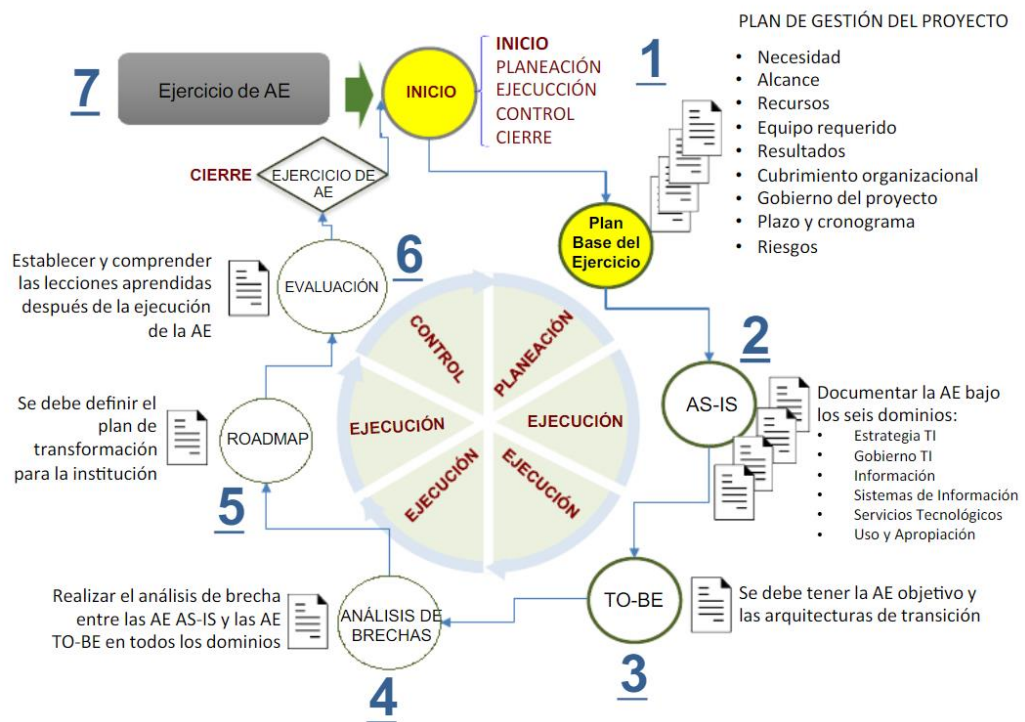 7
Ejercicio de AE
INICIO
INICIO
PLANEACIÓN
EJECUCCIÓN
CONTROL
CIERRE
1
PLAN DE GESTIÓN DEL PROYECTO
• Necesidad
• Alcance
• Recursos
• Equipo requerido
• Resultados
• Cubrimiento organizacional
• Gobierno del proyecto
• Plazo y cronograma
• Riesgos
Plan
Base del
Ejercicio
2
AS-IS
Documentar la AE bajo
los seis dominios:
• Estrategia TI
• Gobierno TI
• Información
• Sistemas de Información
• Servicios Tecnológicos
• Uso y Apropiación
TO-BE
Se debe tener la AE objetivo y
las arquitecturas de transición
3
ANÁLISIS DE
BRECHAS
Realizar el análisis de brecha
entre las AE AS-IS y las AE
TO-BE en todos los dominios
4
ROADMAP
Se debe definir el
plan de
transformación
para la institución
5
EVALUACIÓN
Establecer y comprender
las lecciones aprendidas
después de la ejecución
de la AE
6
CIERRE
EJERCICIO DE
AE
CONTROL
PLANEACIÓN
EJECUCIÓN
EJECUCIÓN
EJECUCIÓN
EJECUCIÓN